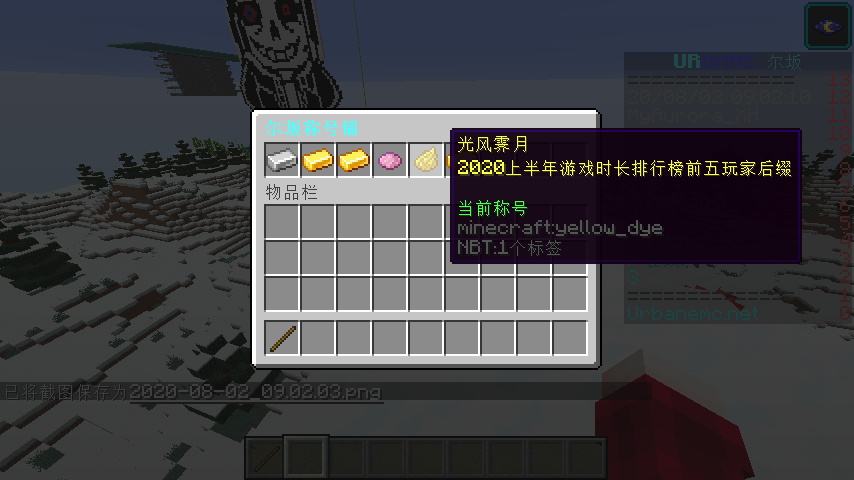 UR 尔坂
尔坂称号铺
光风霁月
2020上半年游戏时长排行榜前五玩家后缀
当前称号
minecraft:yellow_dye
NBT:1个标签
物品栏
3
Urbanemc.net
已将截图保存为2020-08-02_09.02.03.png